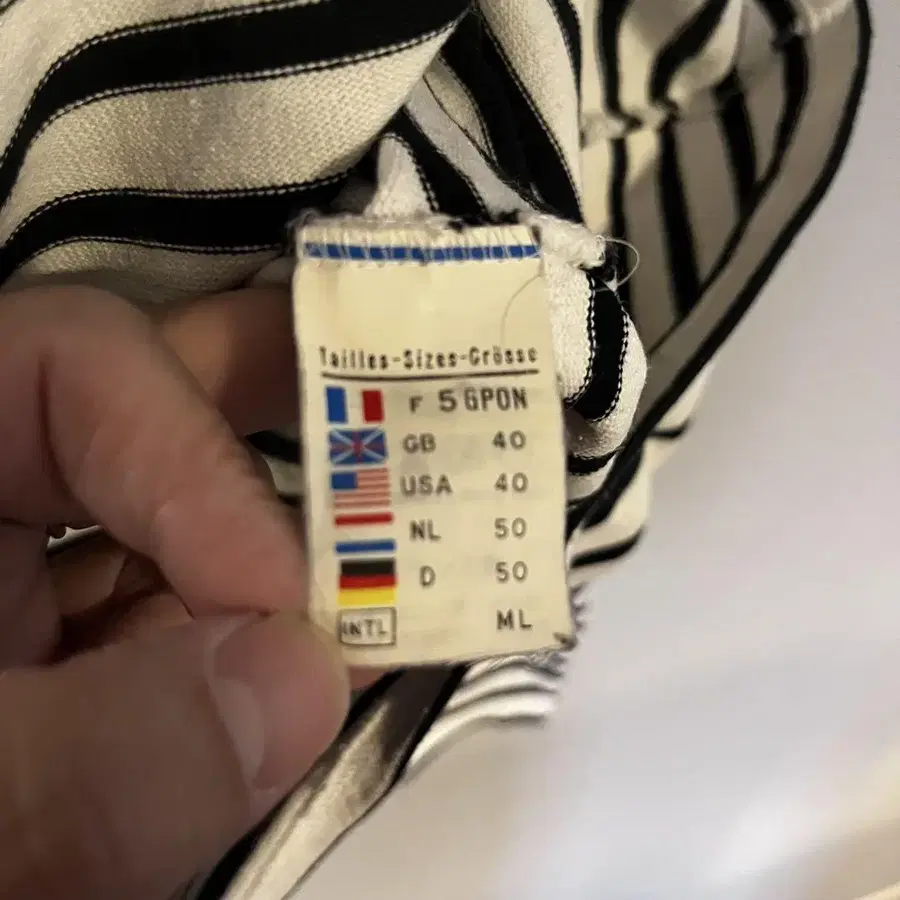 Tailles-Sizes-Grösse
F 5 GPON
GB 40
USA 40
NL 50
D 50
INTL ML